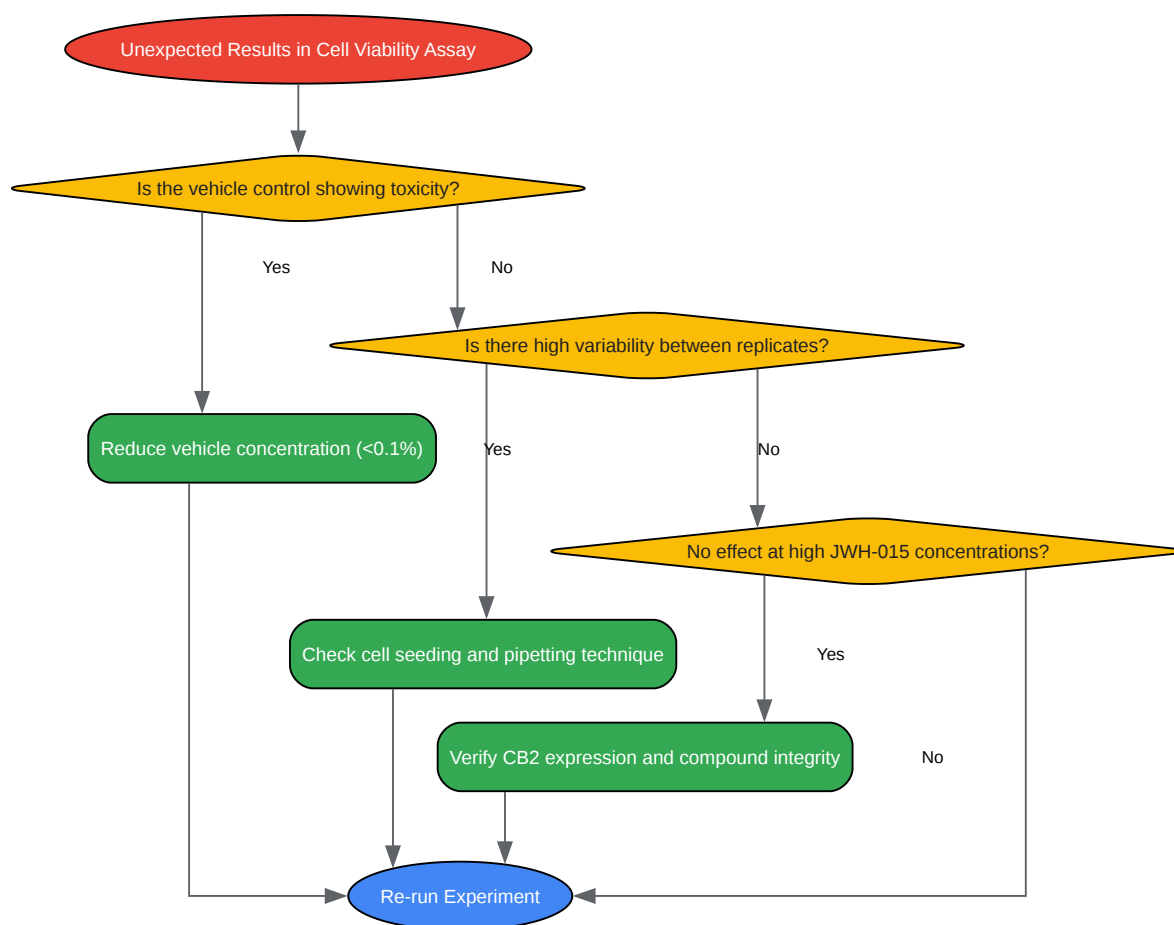 Unexpected Results in Cell Viability Assay
Is the vehicle control showing toxicity?
Yes
No
Is there high variability between replicates?
Reduce vehicle concentration (<0.1%)
Yes
No
No effect at high JWH-015 concentrations?
Check cell seeding and pipetting technique
Yes
Verify CB2 expression and compound integrity
No
Re-run Experiment